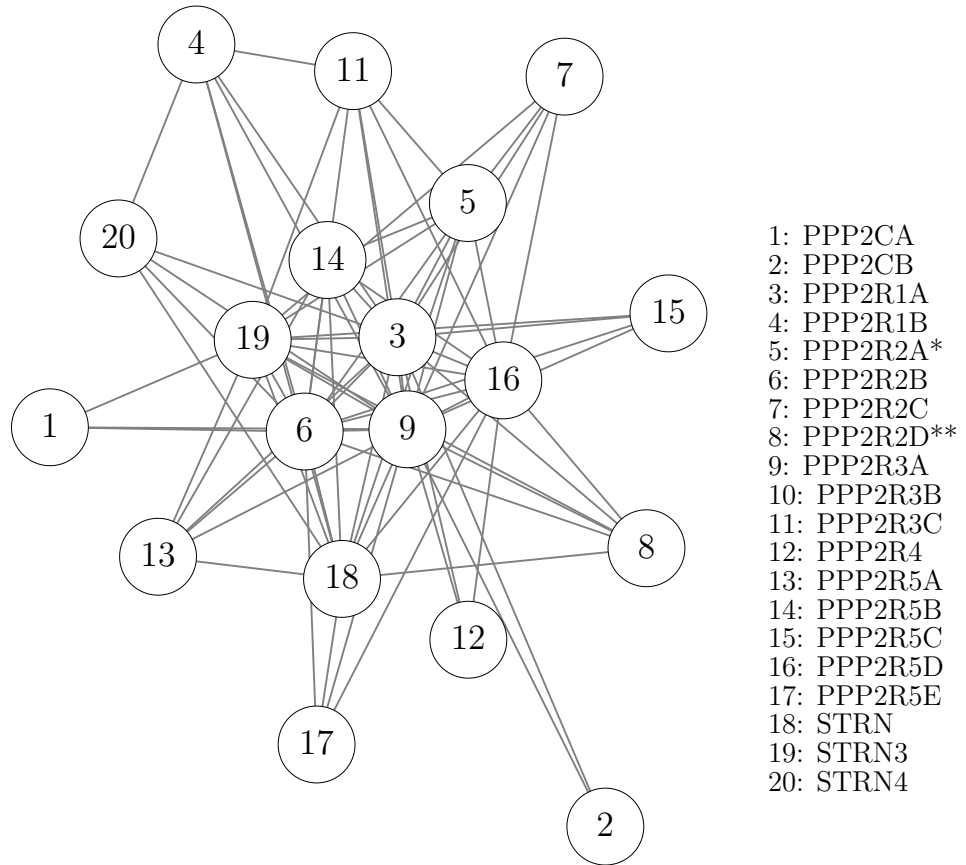 4
11
7
5
20
14
15
19
3
16
1
6
9
13
8
18
12
17
2
1: PPP2CA
2: PPP2CB
3: PPP2R1A
4: PPP2R1B
5: PPP2R2A*
6: PPP2R2B
7: PPP2R2C
8: PPP2R2D**
9: PPP2R3A
10: PPP2R3B
11: PPP2R3C
12: PPP2R4
13: PPP2R5A
14: PPP2R5B
15: PPP2R5C
16: PPP2R5D
17: PPP2R5E
18: STRN
19: STRN3
20: STRN4